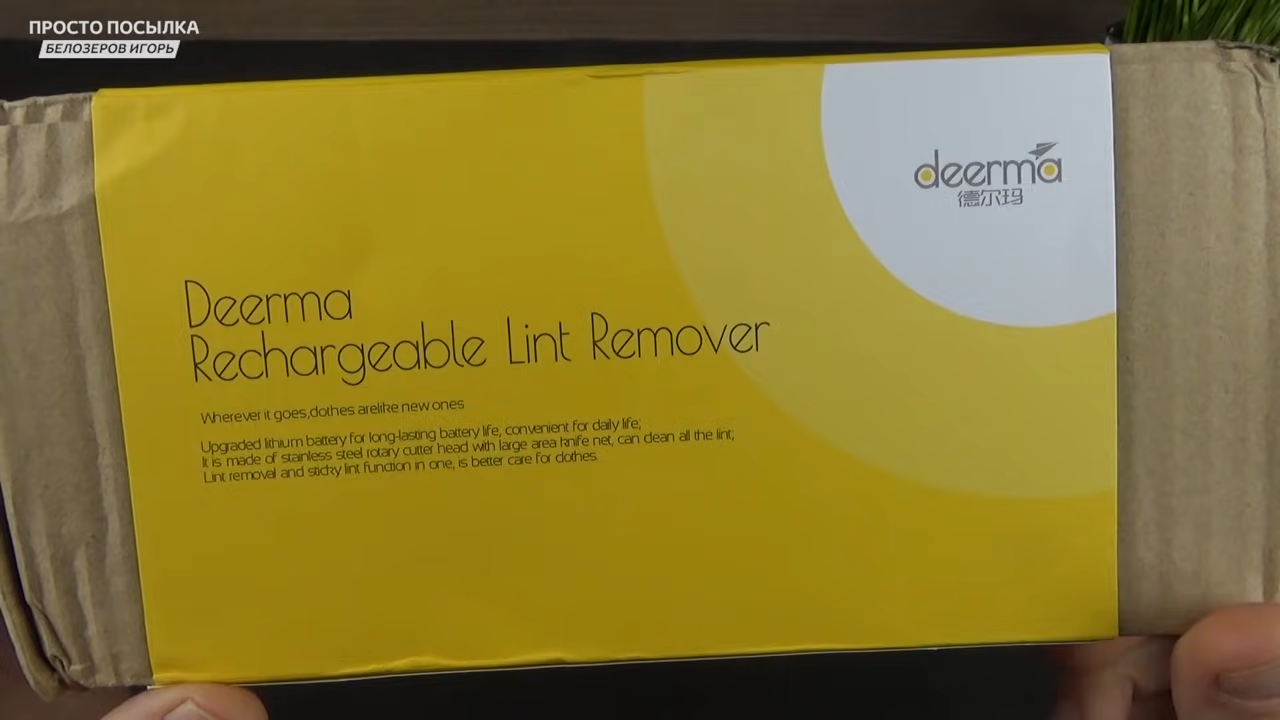 ПРОСТО ПОСЫЛКА
БЕЛОЗЕРОВ ИГОРЬ
deerma
德尔玛
Deerma
Rechargeable Lint Remover
Wherever it goes,clothes arelike new ones
Upgraded lithium battery for long-lasting battery life, convenient for daily life;
It is made of stainless steel rotary cutter head with large area knife net, can clean all the lint;
Lint removal and sticky lint function in one, is better care for clothes.